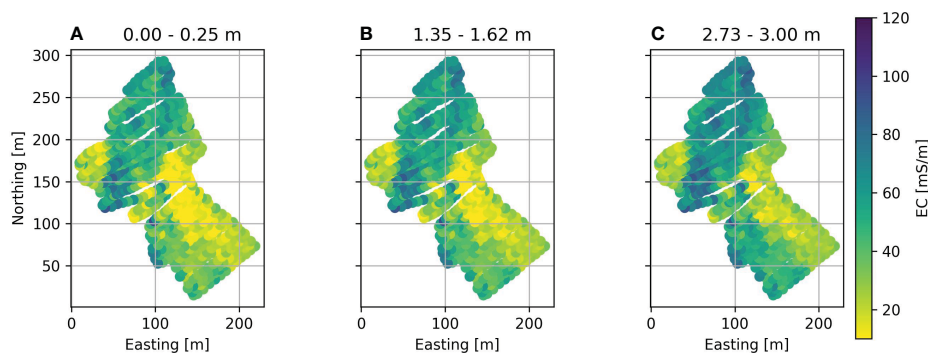 A 0.00 - 0.25 m
B 1.35 - 1.62 m
C 2.73 - 3.00 m
300
250
200
150
100
50
Northing [m]
0 100 200
0 100 200
0 100 200
Easting [m]
Easting [m]
Easting [m]
120
100
80
60
40
20
EC [mS/m]